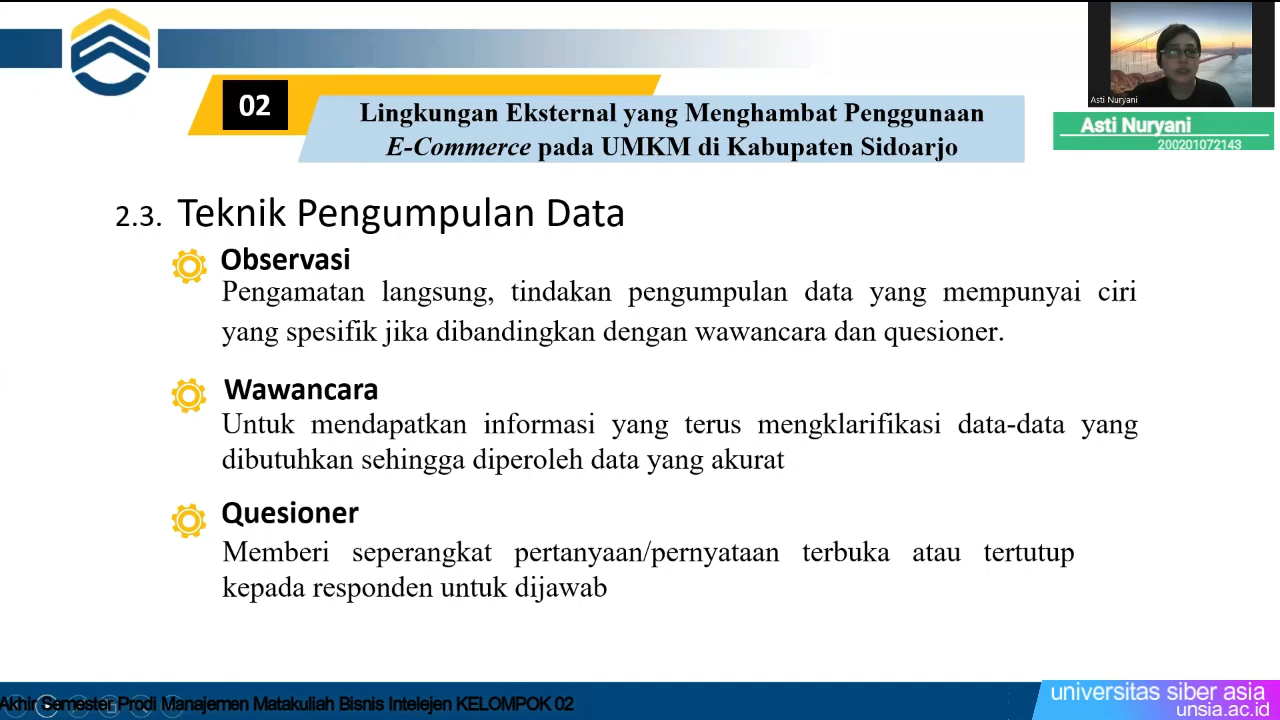 02
Lingkungan Eksternal yang Menghambat Penggunaan
E-Commerce pada UMKM di Kabupaten Sidoarjo
Asti Nuryani
Asti Nuryani
200201072143
2.3. Teknik Pengumpulan Data
Observasi
Pengamatan langsung, tindakan pengumpulan data yang mempunyai ciri
yang spesifik jika dibandingkan dengan wawancara dan quesioner.
Wawancara
Untuk mendapatkan informasi yang terus mengklarifikasi data-data yang
dibutuhkan sehingga diperoleh data yang akurat
Quesioner
Memberi seperangkat pertanyaan/pernyataan terbuka atau tertutup
kepada responden untuk dijawab
Akhir Semester Prodi Manajemen Matakuliah Bisnis Intelejen KELOMPOK 02
universitas siber asia
unsia.ac.id